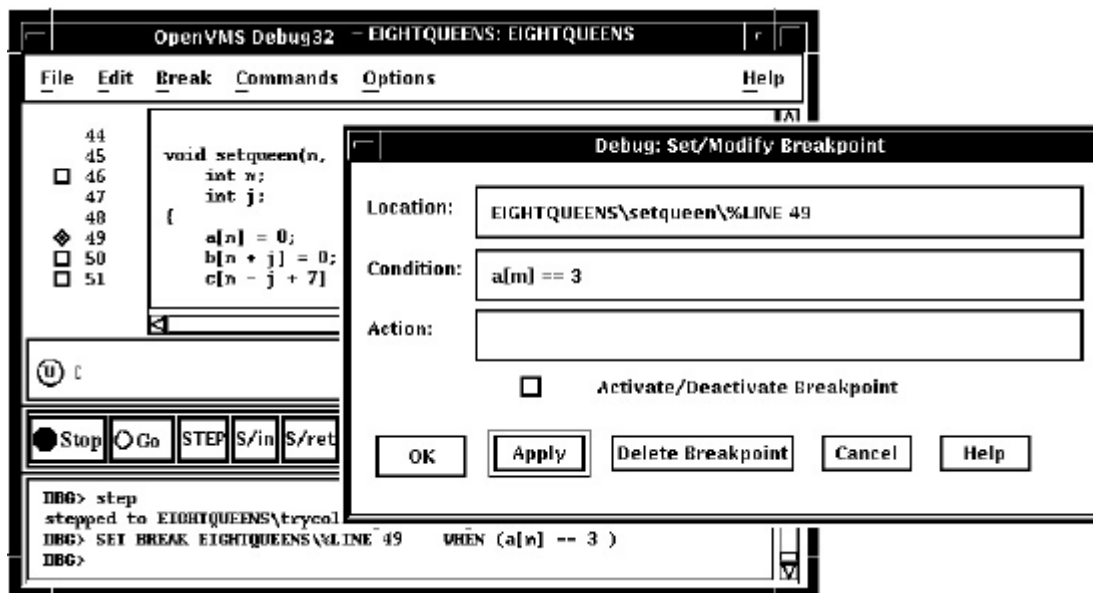 OpenVMS Debug32 - EIGHTQUEENS: EIGHTQUEENS
File Edit Break Commands Options Help
44
45 void setqueen(n,
46 int n;
47 int j;
48 {
49 a[n] = 0;
50 b[n + j] = 0;
51 c[n - j + 7]
Debug: Set/Modify Breakpoint
Location: EIGHTQUEENS\setqueen\%LINE 49
Condition: a[m] == 3
Action:
Activate/Deactivate Breakpoint
OK Apply Delete Breakpoint Cancel Help
U
Stop Go STEP S/in S/ret
DBG> step
stepped to EIGHTQUEENS\trycol
DBG> SET BREAK EIGHTQUEENS\%LINE 49 WHEN (a[n] == 3 )
DBG>